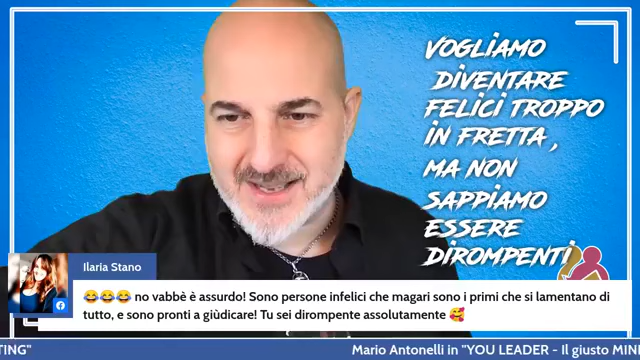 VOGLIAMO
DIVENTARE
FELICI TROPPO
IN FRETTA,
MA NON
SAPPIAMO
ESSERE
DIROMPENTI
Ilaria Stano
😂😂😂 no vabbè è assurdo! Sono persone infelici che magari sono i primi che si lamentano di
tutto, e sono pronti a giùdicare! Tu sei dirompente assolutamente 🥰
TING" Mario Antonelli in "YOU LEADER - Il giusto MIN